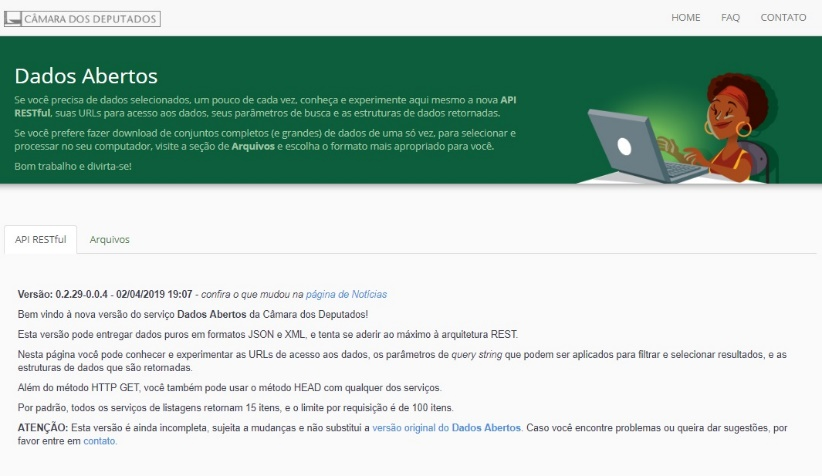 CÂMARA DOS DEPUTADOS
HOME FAQ CONTATO
Dados Abertos
Se você precisa de dados selecionados, um pouco de cada vez, conheça e experimente aqui mesmo a nova API
RESTful, suas URLs para acesso aos dados, seus parâmetros de busca e as estruturas de dados retornadas.
Se você prefere fazer download de conjuntos completos (e grandes) de dados de uma só vez, para selecionar e
processar no seu computador, visite a seção de Arquivos e escolha o formato mais apropriado para você.
Bom trabalho e divirta-se!
API RESTful Arquivos
Versão: 0.2.29-0.0.4 - 02/04/2019 19:07 - confira o que mudou na página de Notícias
Bem vindo à nova versão do serviço Dados Abertos da Câmara dos Deputados!
Esta versão pode entregar dados puros em formatos JSON e XML, e tenta se aderir ao máximo à arquitetura REST.
Nesta página você pode conhecer e experimentar as URLs de acesso aos dados, os parâmetros de query string que podem ser aplicados para filtrar e selecionar resultados, e as
estruturas de dados que são retornadas.
Além do método HTTP GET, você também pode usar o método HEAD com qualquer dos serviços.
Por padrão, todos os serviços de listagens retornam 15 itens, e o limite por requisição é de 100 itens.
ATENÇÃO: Esta versão é ainda incompleta, sujeita a mudanças e não substitui a versão original do Dados Abertos. Caso você encontre problemas ou queira dar sugestões, por
favor entre em contato.